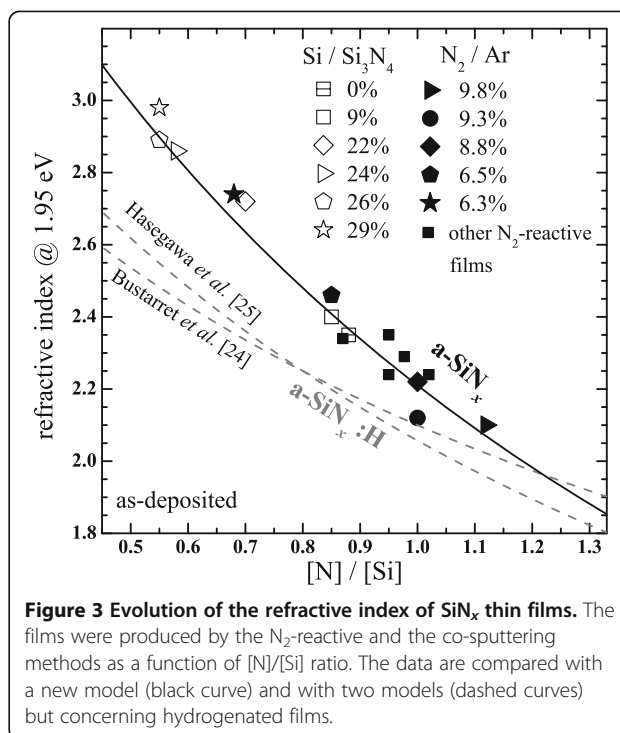 Si / Si₃N₄ N₂ / Ar
0% 9.8%
9% 9.3%
22% 8.8%
24% 6.5%
26% 6.3%
29% other N₂-reactive
films
3.0
2.8
2.6
2.4
2.2
2.0
1.8
refractive index @ 1.95 eV
Hasegawa et al. [25]
Bustarret et al. [24]
a-SiNₓ
a-SiNₓ :H
as-deposited
0.5 0.6 0.7 0.8 0.9 1.0 1.1 1.2 1.3
[N] / [Si]
Figure 3 Evolution of the refractive index of SiNₓ thin films. The
films were produced by the N₂-reactive and the co-sputtering
methods as a function of [N]/[Si] ratio. The data are compared with
a new model (black curve) and with two models (dashed curves)
but concerning hydrogenated films.